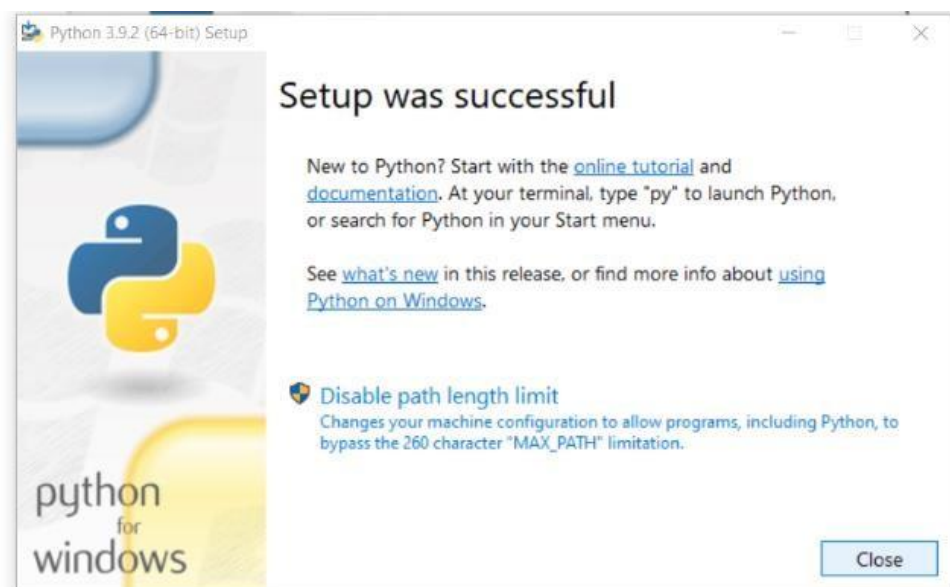 Python 3.9.2 (64-bit) Setup
Setup was successful
New to Python? Start with the online tutorial and
documentation. At your terminal, type "py" to launch Python,
or search for Python in your Start menu.
See what's new in this release, or find more info about using
Python on Windows.
Disable path length limit
Changes your machine configuration to allow programs, including Python, to
bypass the 260 character "MAX_PATH" limitation.
python
for
windows
Close